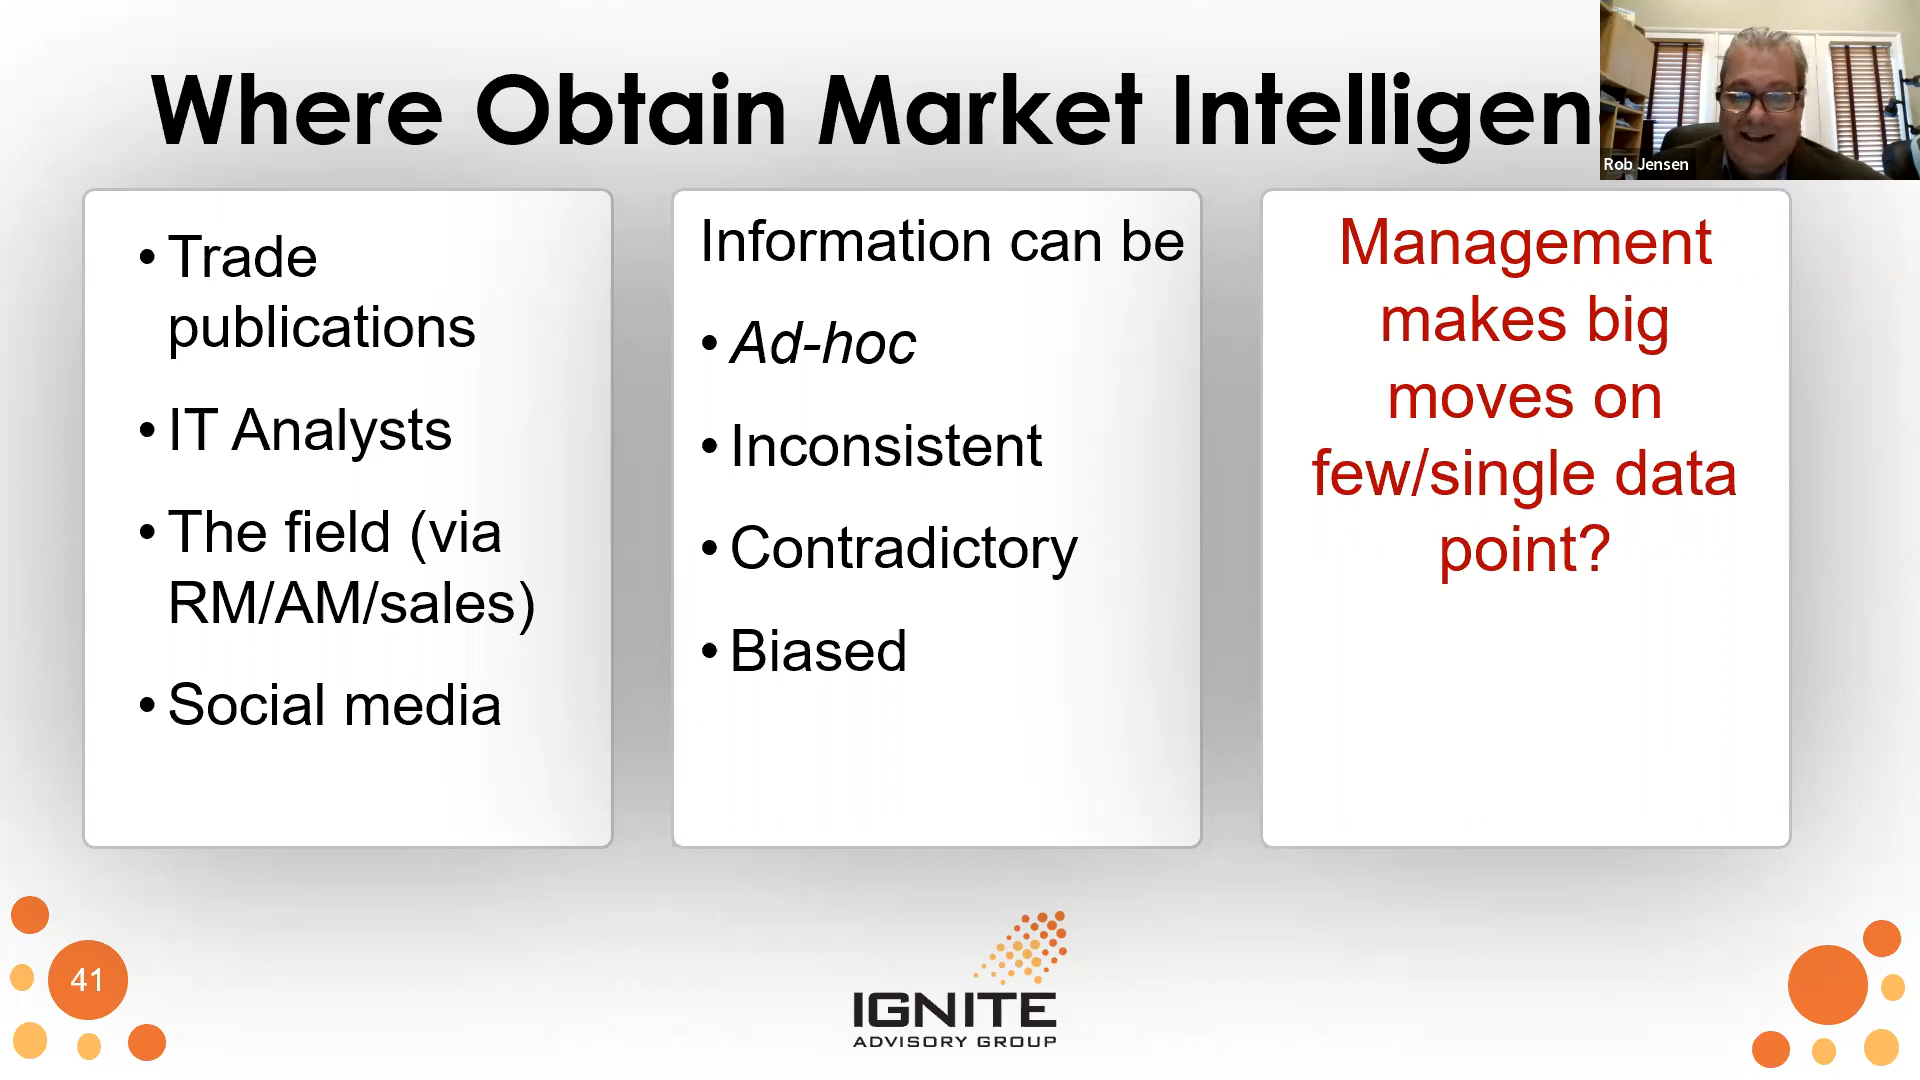 Where Obtain Market Intelligen
Rob Jensen
• Trade
publications
• IT Analysts
• The field (via
RM/AM/sales)
• Social media
Information can be
• Ad-hoc
• Inconsistent
• Contradictory
• Biased
Management
makes big
moves on
few/single data
point?
41
IGNITE
ADVISORY GROUP